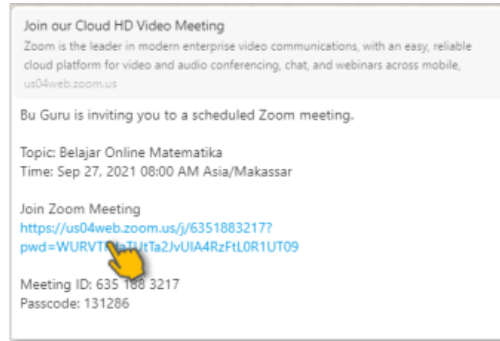 Join our Cloud HD Video Meeting
Zoom is the leader in modern enterprise video communications, with an easy, reliable
cloud platform for video and audio conferencing, chat, and webinars across mobile,
us04web.zoom.us
Bu Guru is inviting you to a scheduled Zoom meeting.
Topic: Belajar Online Matematika
Time: Sep 27, 2021 08:00 AM Asia/Makassar
Join Zoom Meeting
https://us04web.zoom.us/j/6351883217?
Meeting ID: 635 188 3217
Passcode: 131286